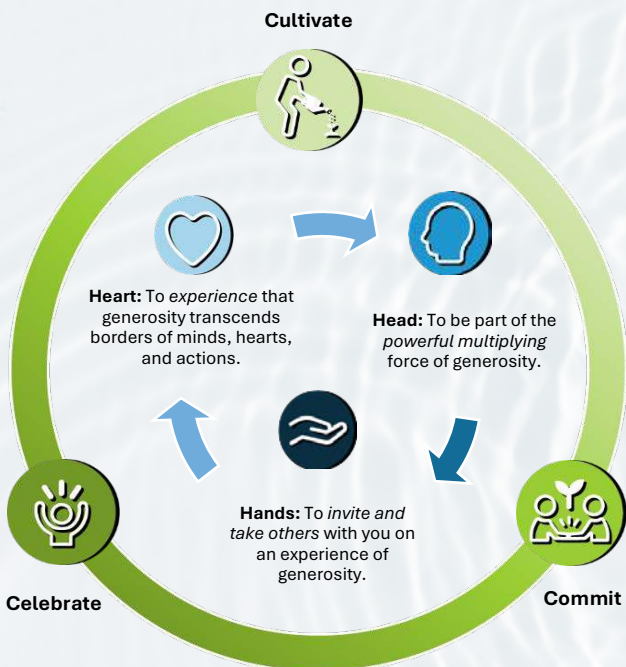 Cultivate
Heart: To experience that
generosity transcends
borders of minds, hearts,
and actions.
Head: To be part of the
powerful multiplying
force of generosity.
Hands: To invite and
take others with you on
an experience of
generosity.
Celebrate
Commit